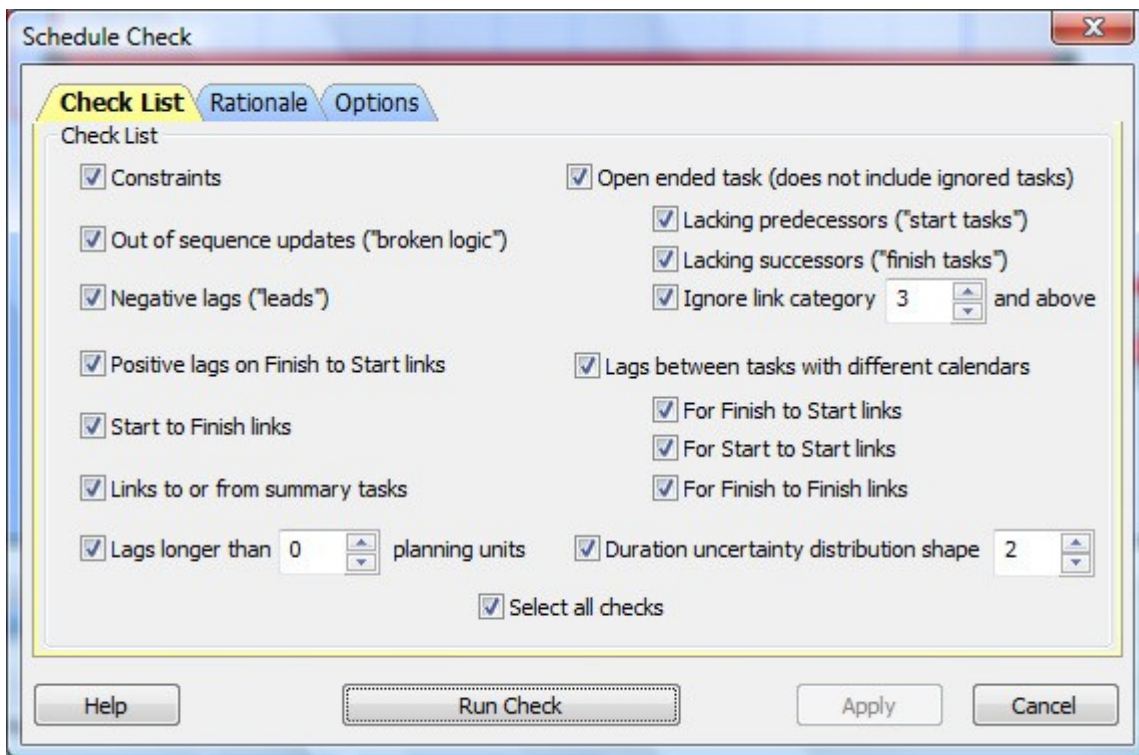 Schedule Check
Check List Rationale Options
Check List
Constraints
Out of sequence updates ("broken logic")
Negative lags ("leads")
Positive lags on Finish to Start links
Start to Finish links
Links to or from summary tasks
Lags longer than 0 planning units
Open ended task (does not include ignored tasks)
Lacking predecessors ("start tasks")
Lacking successors ("finish tasks")
Ignore link category 3 and above
Lags between tasks with different calendars
For Finish to Start links
For Start to Start links
For Finish to Finish links
Duration uncertainty distribution shape 2
Select all checks
Help Run Check Apply Cancel